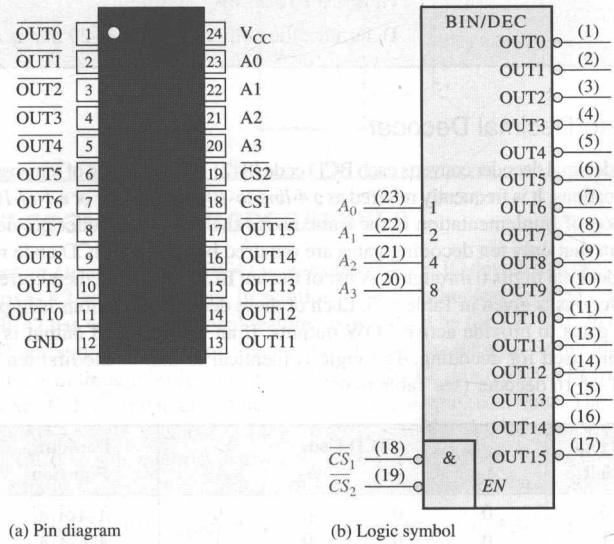 OUT0 1 24 VCC
OUT1 2 23 A0
OUT2 3 22 A1
OUT3 4 21 A2
OUT4 5 20 A3
OUT5 6 19 CS2
OUT6 7 18 CS1
OUT7 8 17 OUT15
OUT8 9 16 OUT14
OUT9 10 15 OUT13
OUT10 11 14 OUT12
GND 12 13 OUT11
(a) Pin diagram
BIN/DEC
OUT0 (1)
OUT1 (2)
OUT2 (3)
OUT3 (4)
OUT4 (5)
OUT5 (6)
OUT6 (7)
A0 (23) 1
OUT7 (8)
A1 (22) 2
OUT8 (9)
A2 (21) 4
OUT9 (10)
A3 (20) 8
OUT10 (11)
OUT11 (13)
OUT12 (14)
OUT13 (15)
OUT14 (16)
OUT15 (17)
CS1 (18) &
CS2 (19) EN
(b) Logic symbol